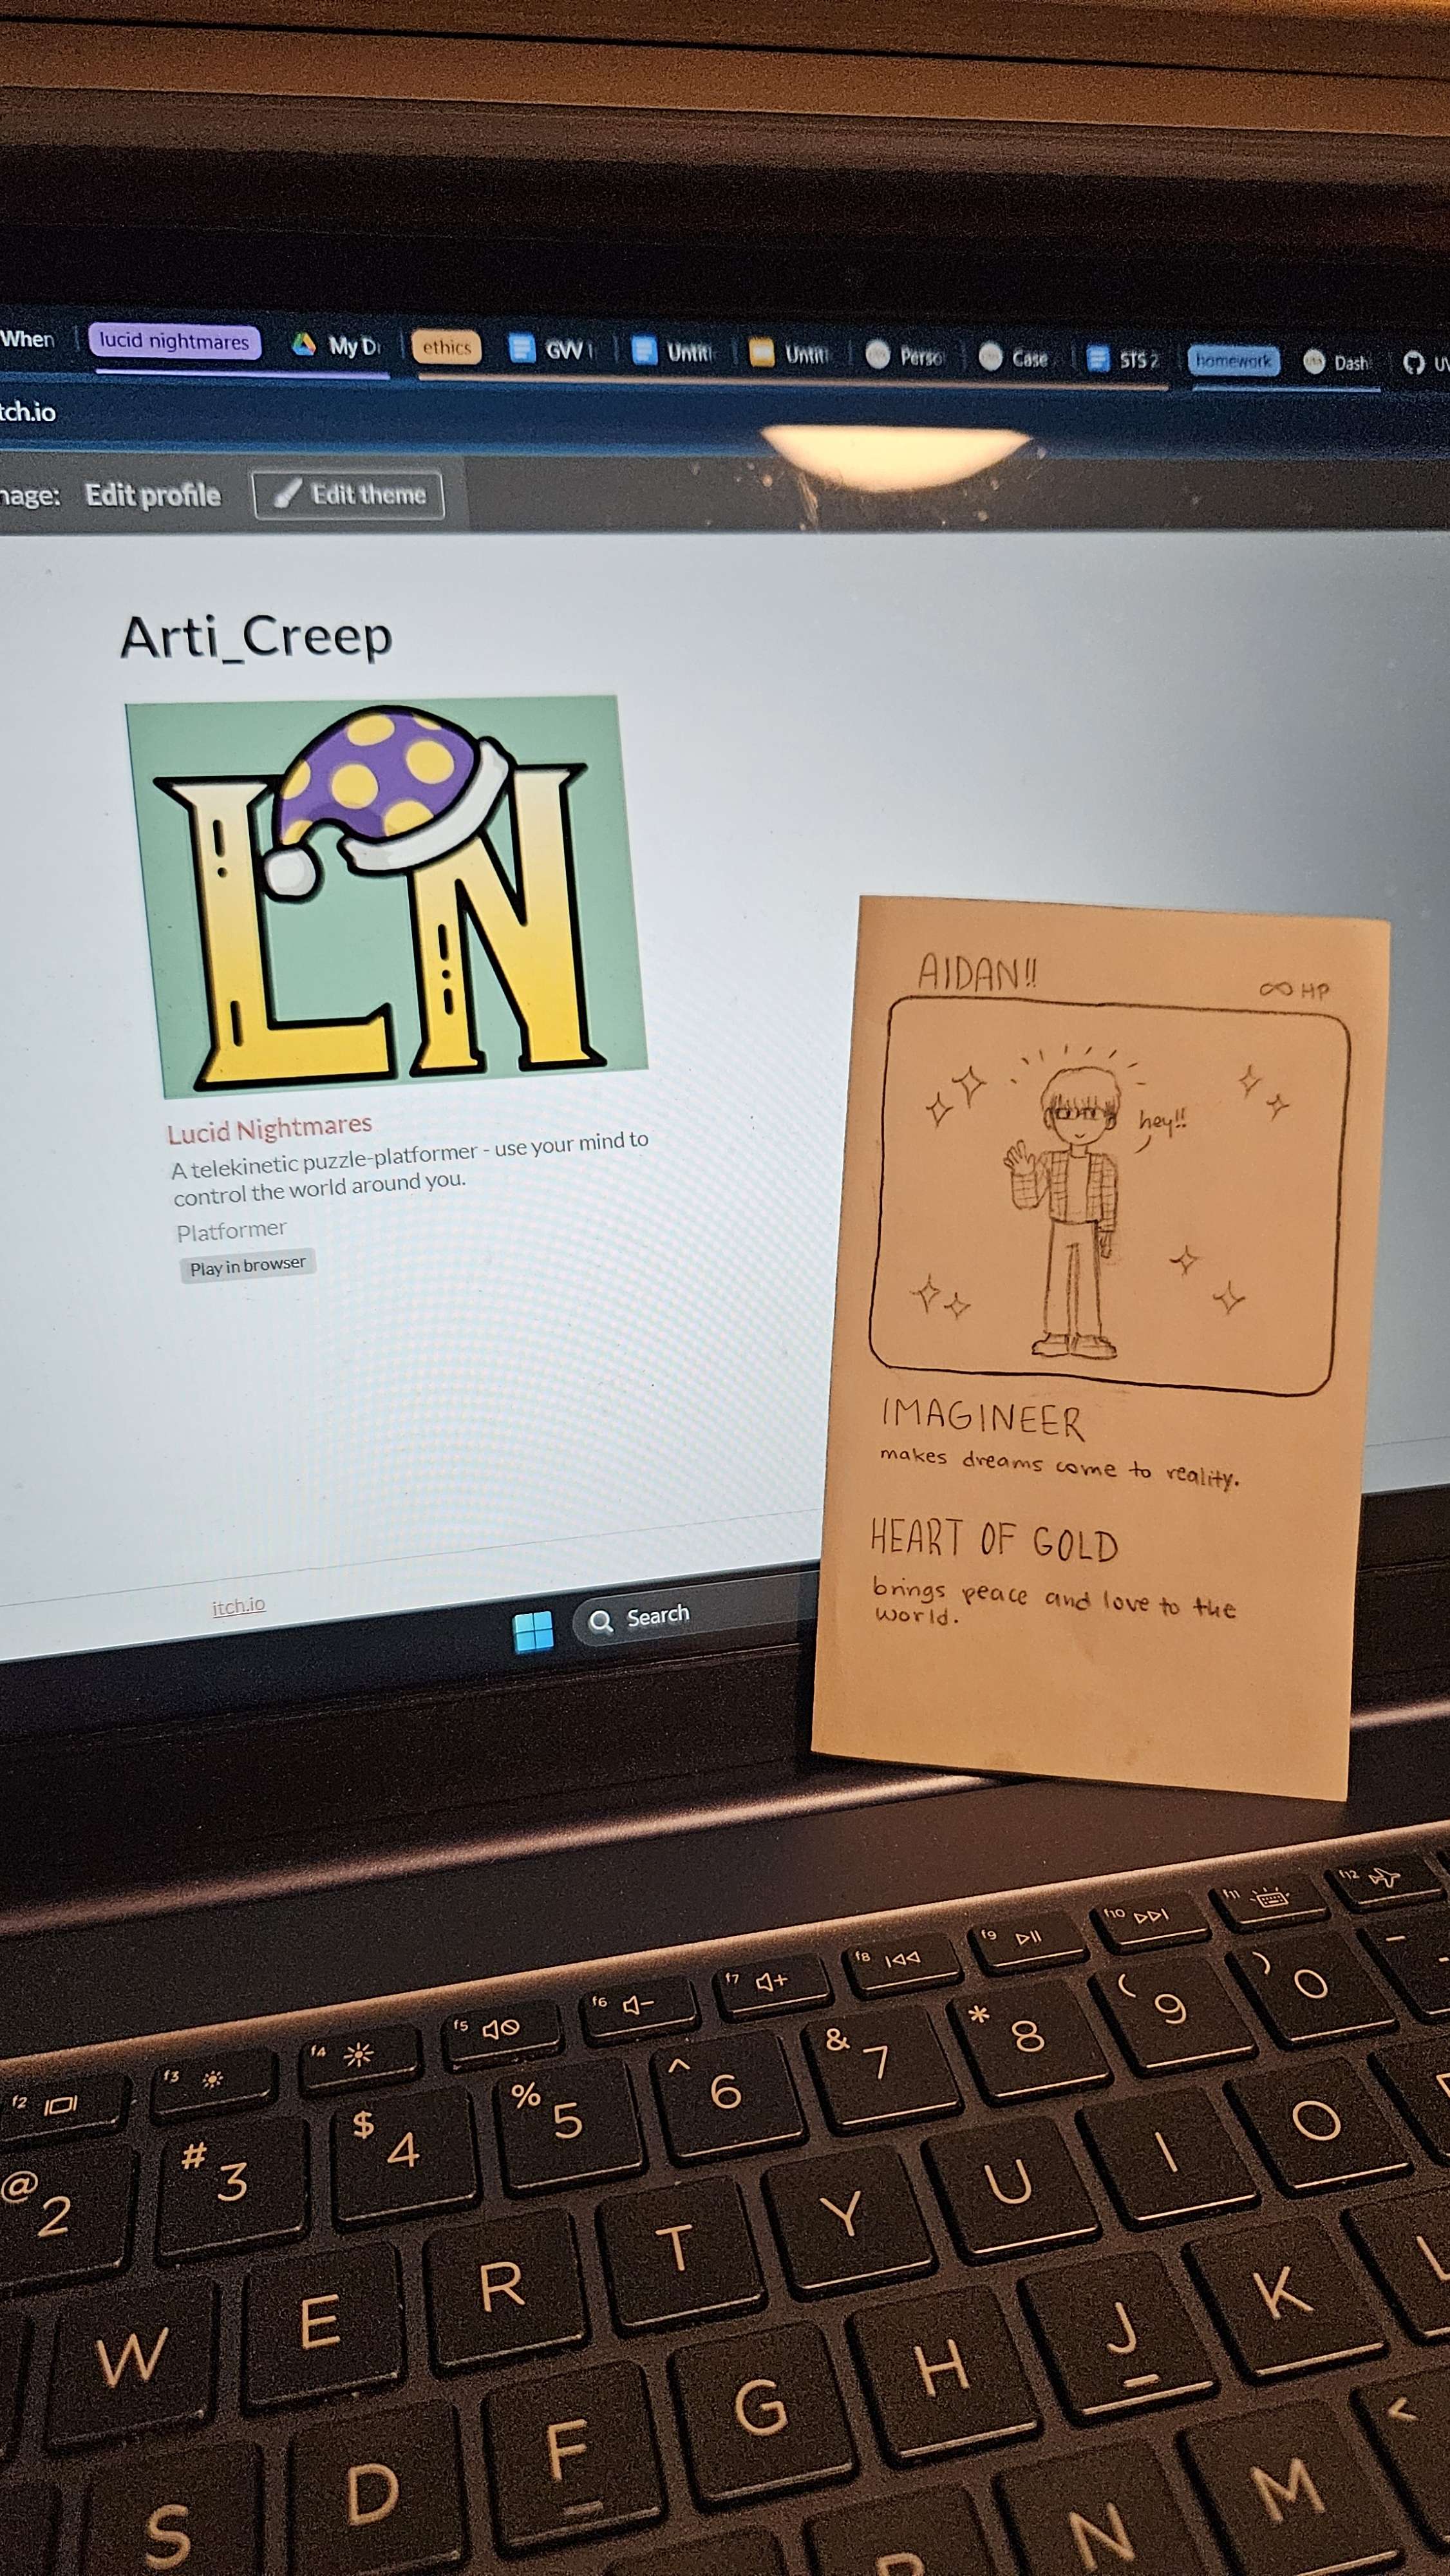 When lucid nightmares My Dr ethics GW Untitl Untitl Perso Case STS 2 homework Dash
tch.io
nage: Edit profile Edit theme
Arti_Creep
LN
Lucid Nightmares
A telekinetic puzzle-platformer - use your mind to
control the world around you.
Platformer
Play in browser
itch.io
Search
AIDAN!!
∞ HP
hey!!
IMAGINEER
makes dreams come to reality.
HEART OF GOLD
brings peace and love to the
world.
f2 f3 f4 f5 f6 f7 f8 f9 f10 f11 f12
@ 2 # 3 $ 4 % 5 ^ 6 & 7 * 8 ( 9 ) 0 -
W E R T Y U I O
S D F G H J K L
N M <